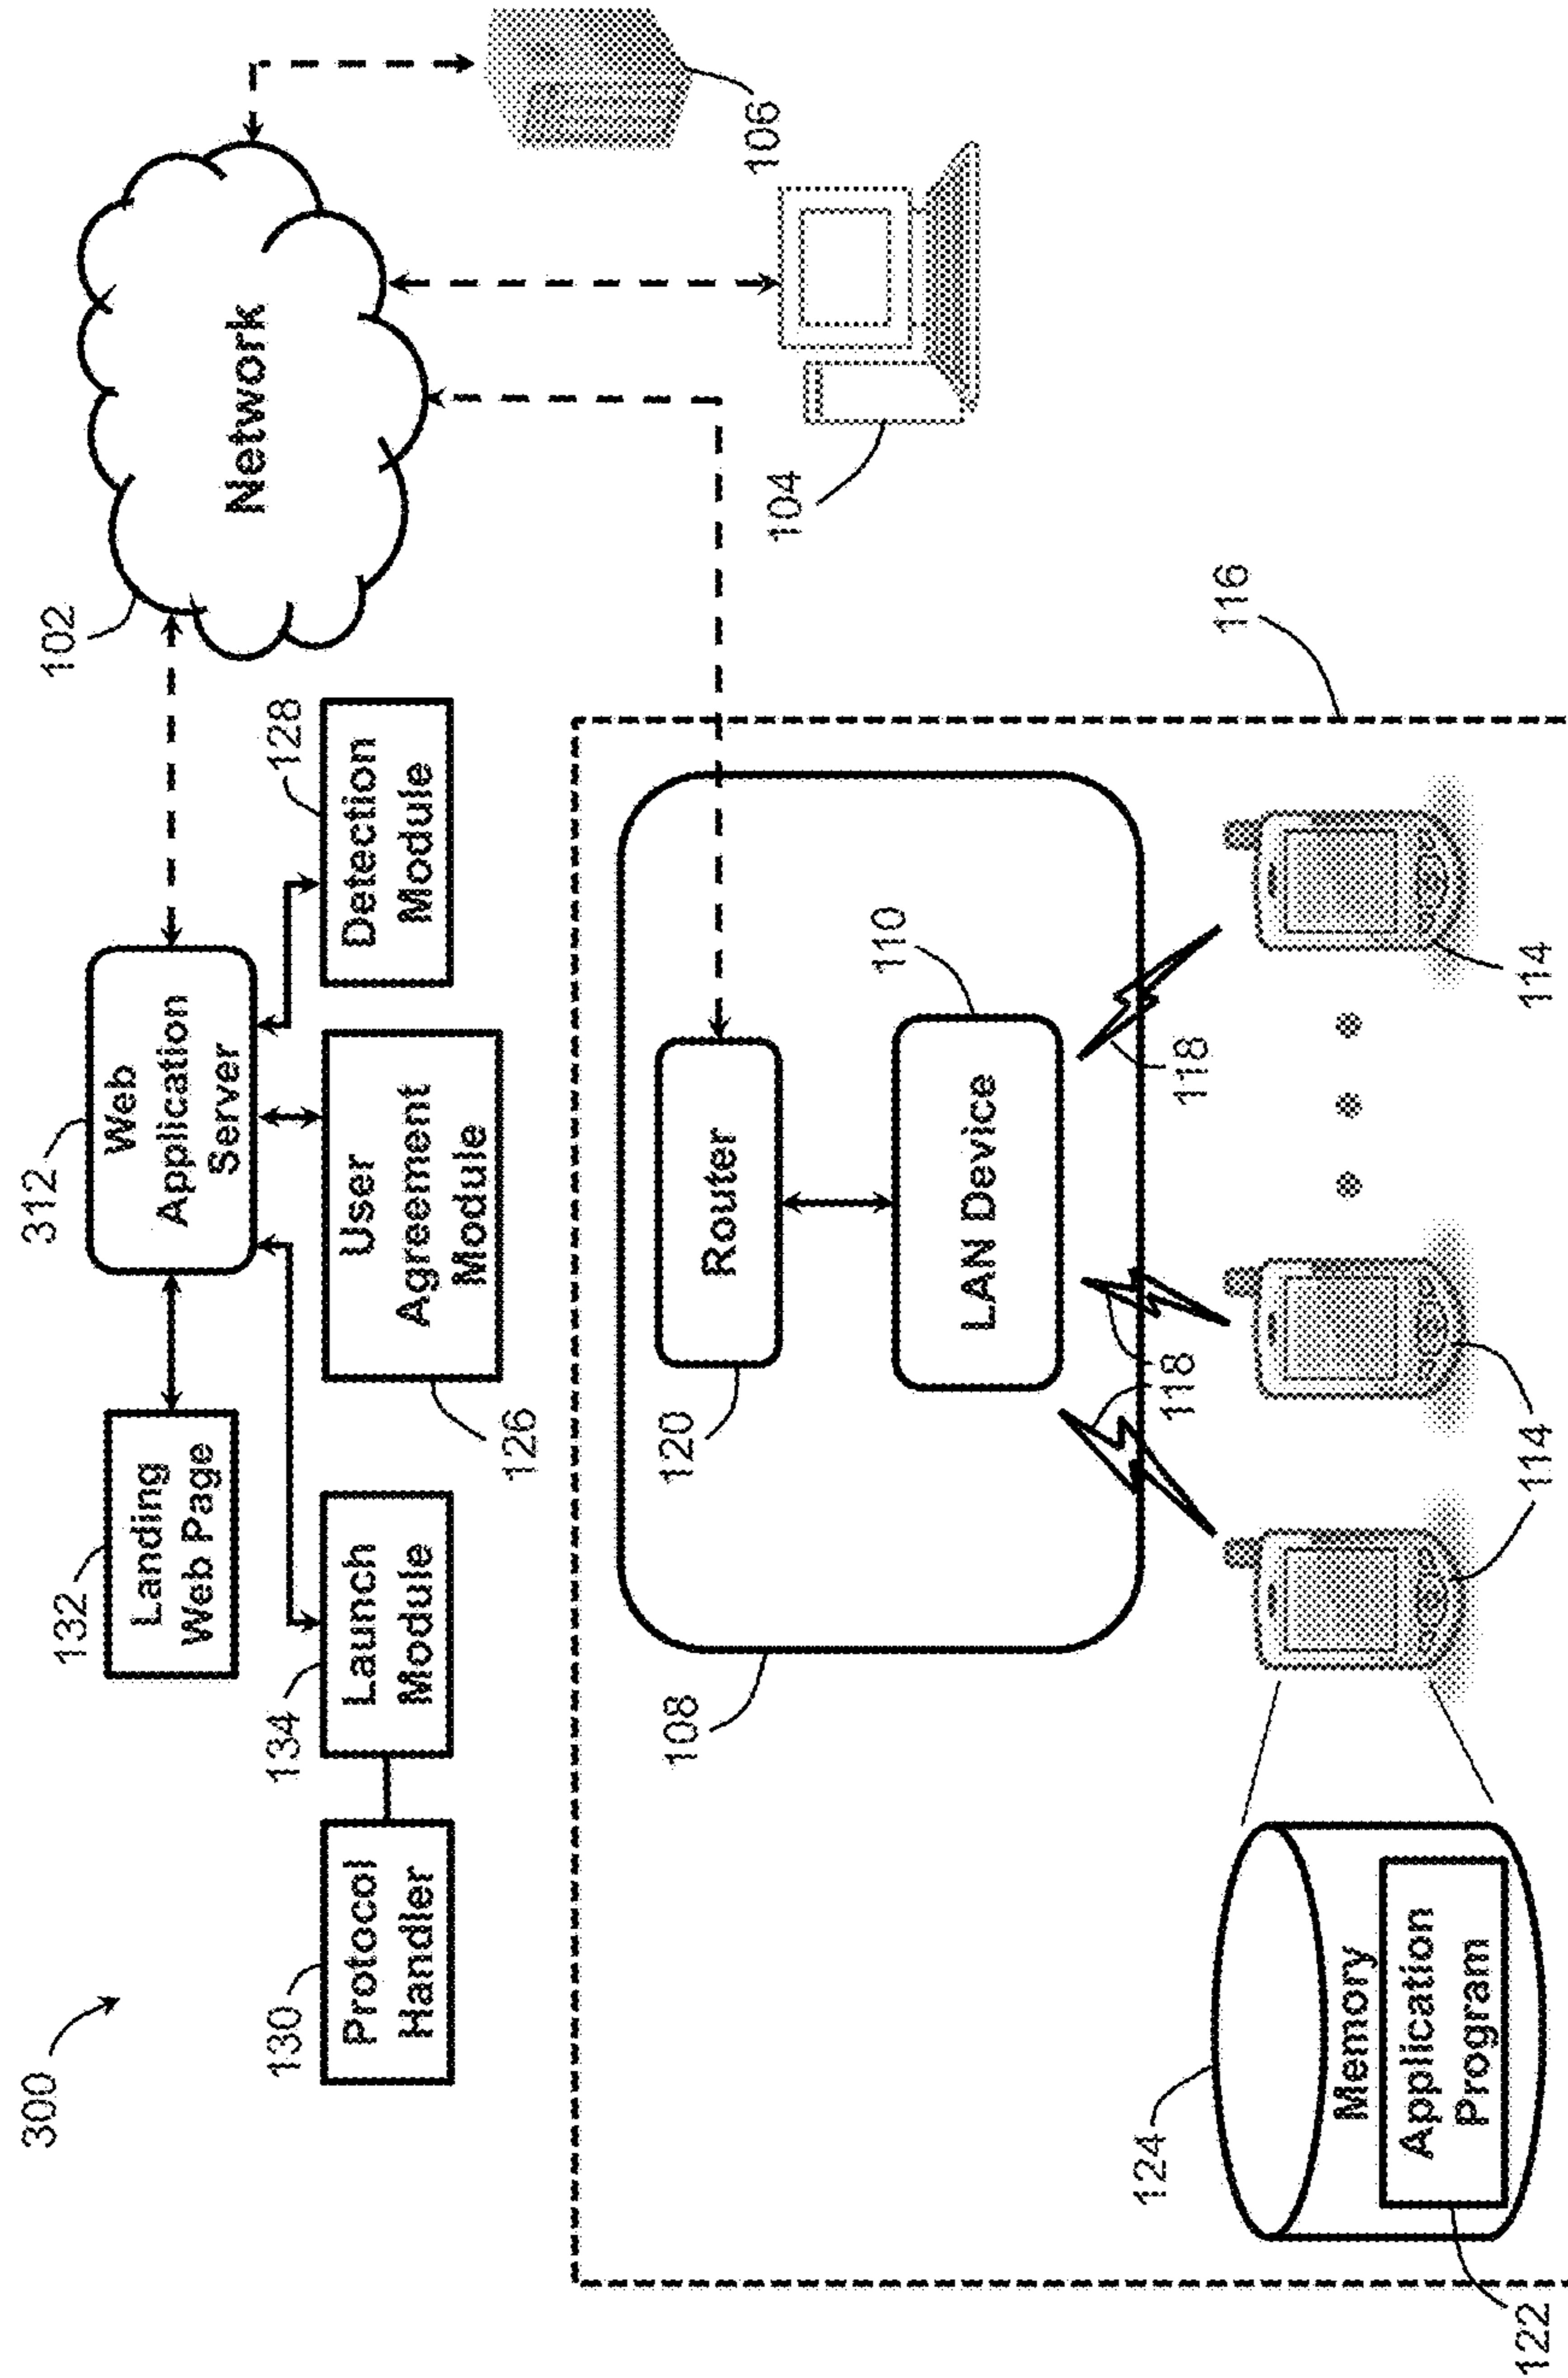 300
132
Landing
Web Page
312
Web
Application
Server
102
Network
130
Protocol
Handler
134
Launch
Module
126
User
Agreement
Module
128
Detection
Module
106
104
108
120
Router
110
LAN Device
116
118
118
124
Memory
Application
Program
122
114
114